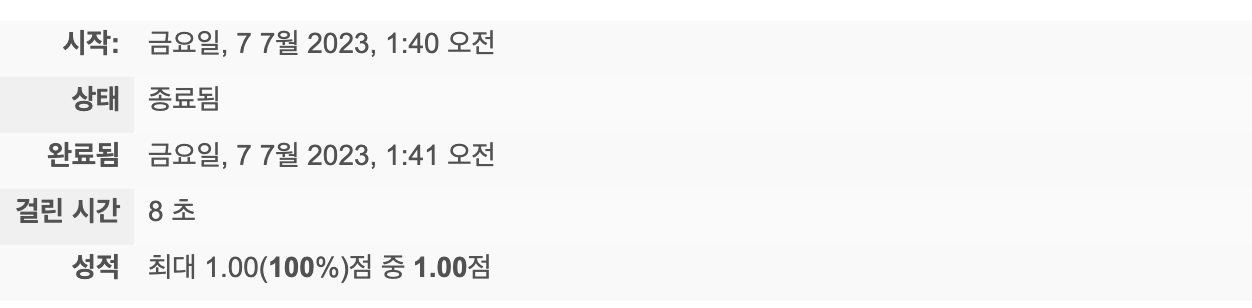 시작: 금요일, 7 7월 2023, 1:40 오전
상태 종료됨
완료됨 금요일, 7 7월 2023, 1:41 오전
걸린 시간 8 초
성적 최대 1.00(100%)점 중 1.00점